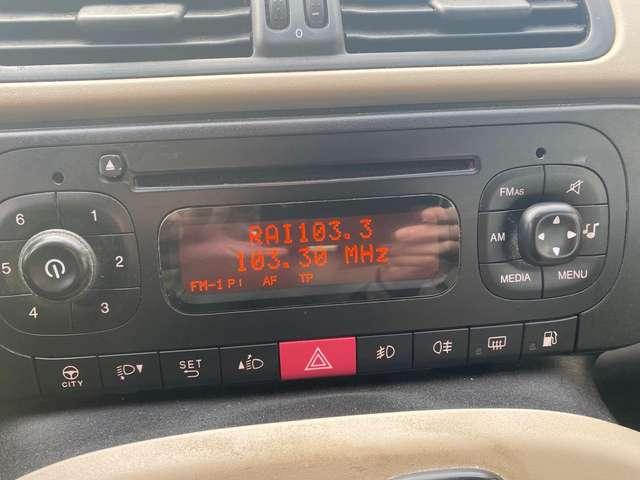 0
6
1
5
2
4
3
RAI103.3
103.30 MHz
FM-1 P! AF TP
FMAS
AM
MEDIA
MENU
CITY
SET